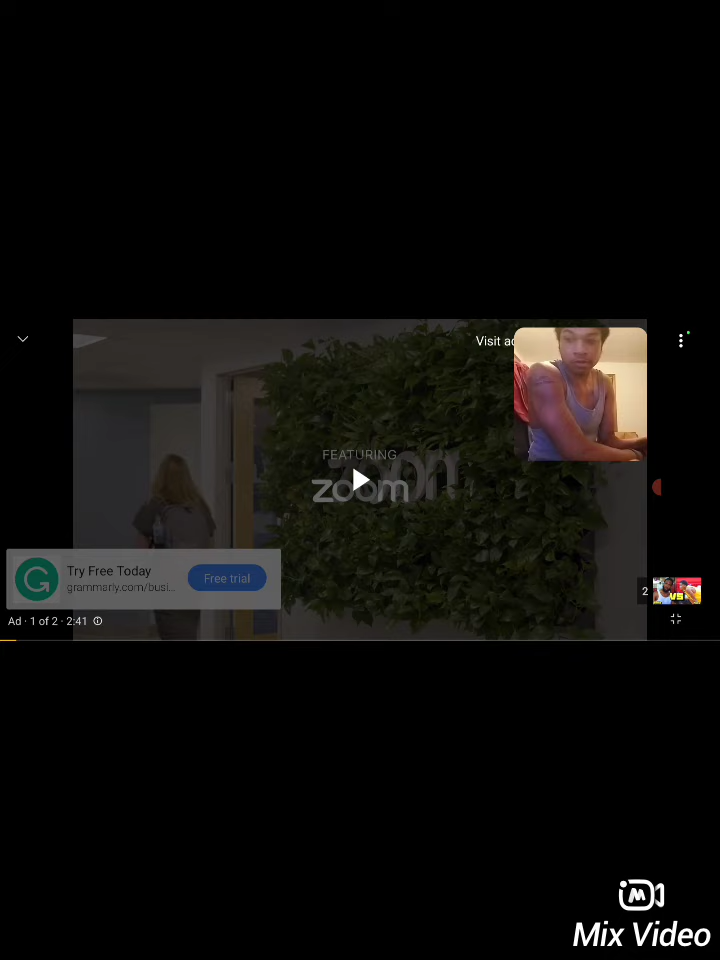 Visit ad
FEATURING
zoom
Try Free Today
grammarly.com/busi...
Free trial
2
VS
Ad · 1 of 2 · 2:41
Mix Video